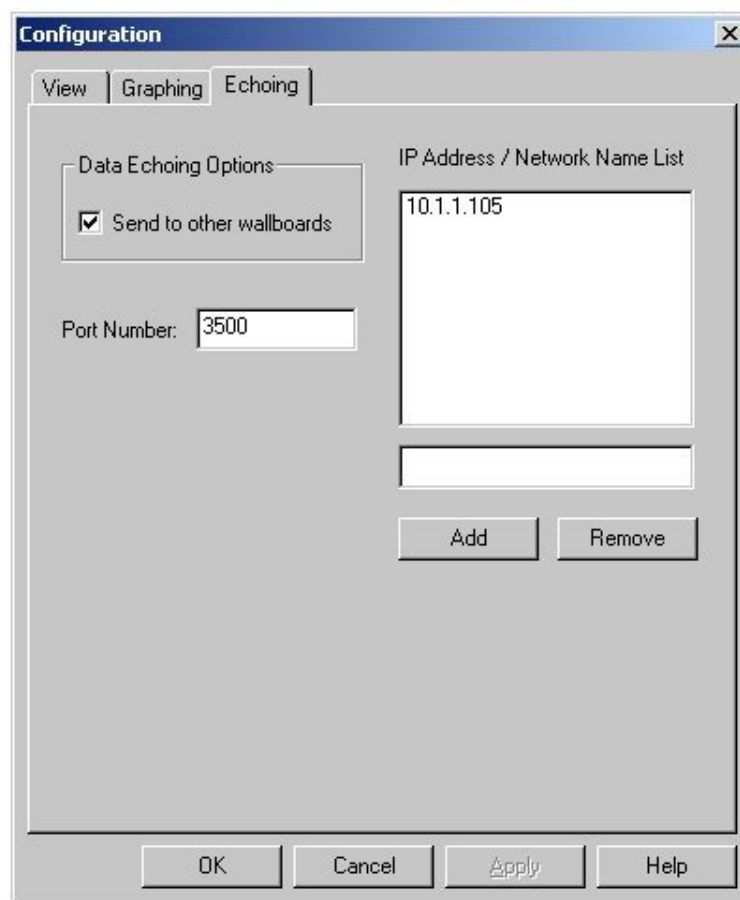 Configuration
View Graphing Echoing
Data Echoing Options
Send to other wallboards
Port Number: 3500
IP Address / Network Name List
10.1.1.105
Add Remove
OK Cancel Apply Help